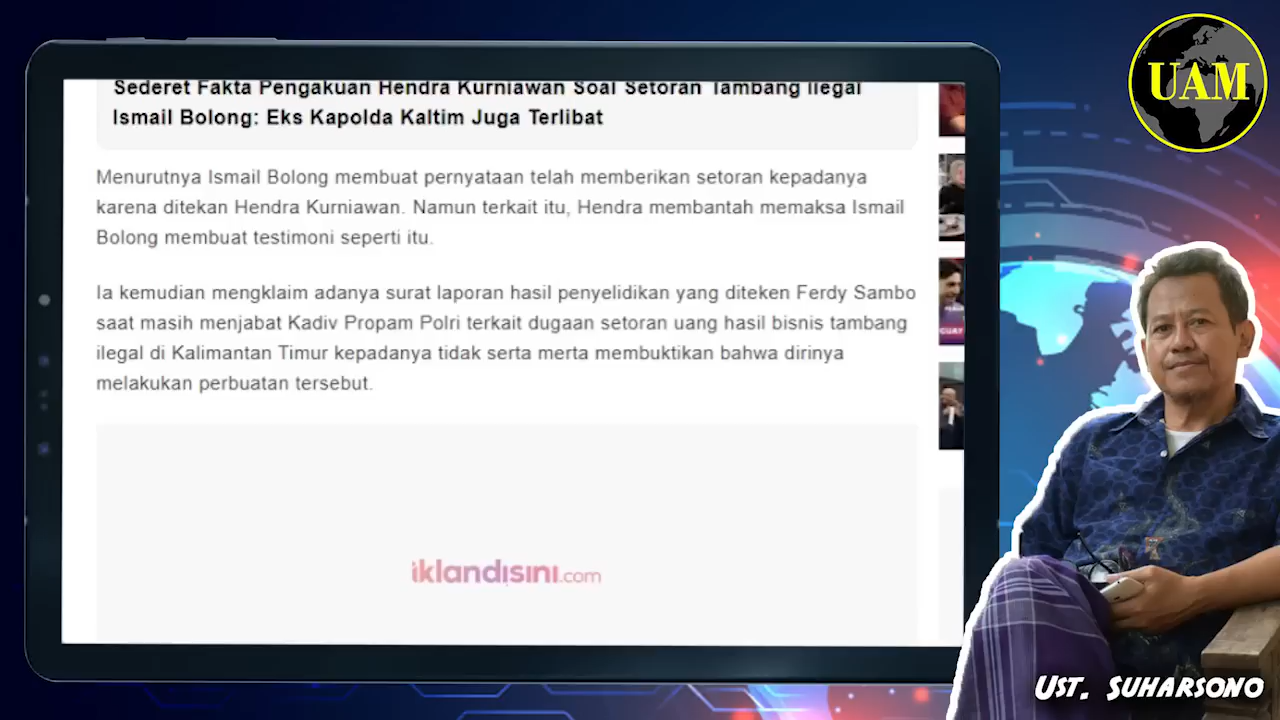 Sederet Fakta Pengakuan Hendra Kurniawan Soal Setoran Tambang Ilegal
Ismail Bolong: Eks Kapolda Kaltim Juga Terlibat
Menurutnya Ismail Bolong membuat pernyataan telah memberikan setoran kepadanya
karena ditekan Hendra Kurniawan. Namun terkait itu, Hendra membantah memaksa Ismail
Bolong membuat testimoni seperti itu.
Ia kemudian mengklaim adanya surat laporan hasil penyelidikan yang diteken Ferdy Sambo
saat masih menjabat Kadiv Propam Polri terkait dugaan setoran uang hasil bisnis tambang
ilegal di Kalimantan Timur kepadanya tidak serta merta membuktikan bahwa dirinya
melakukan perbuatan tersebut.
iklandisini.com
UAM
GUAY
UST. SUHARSONO